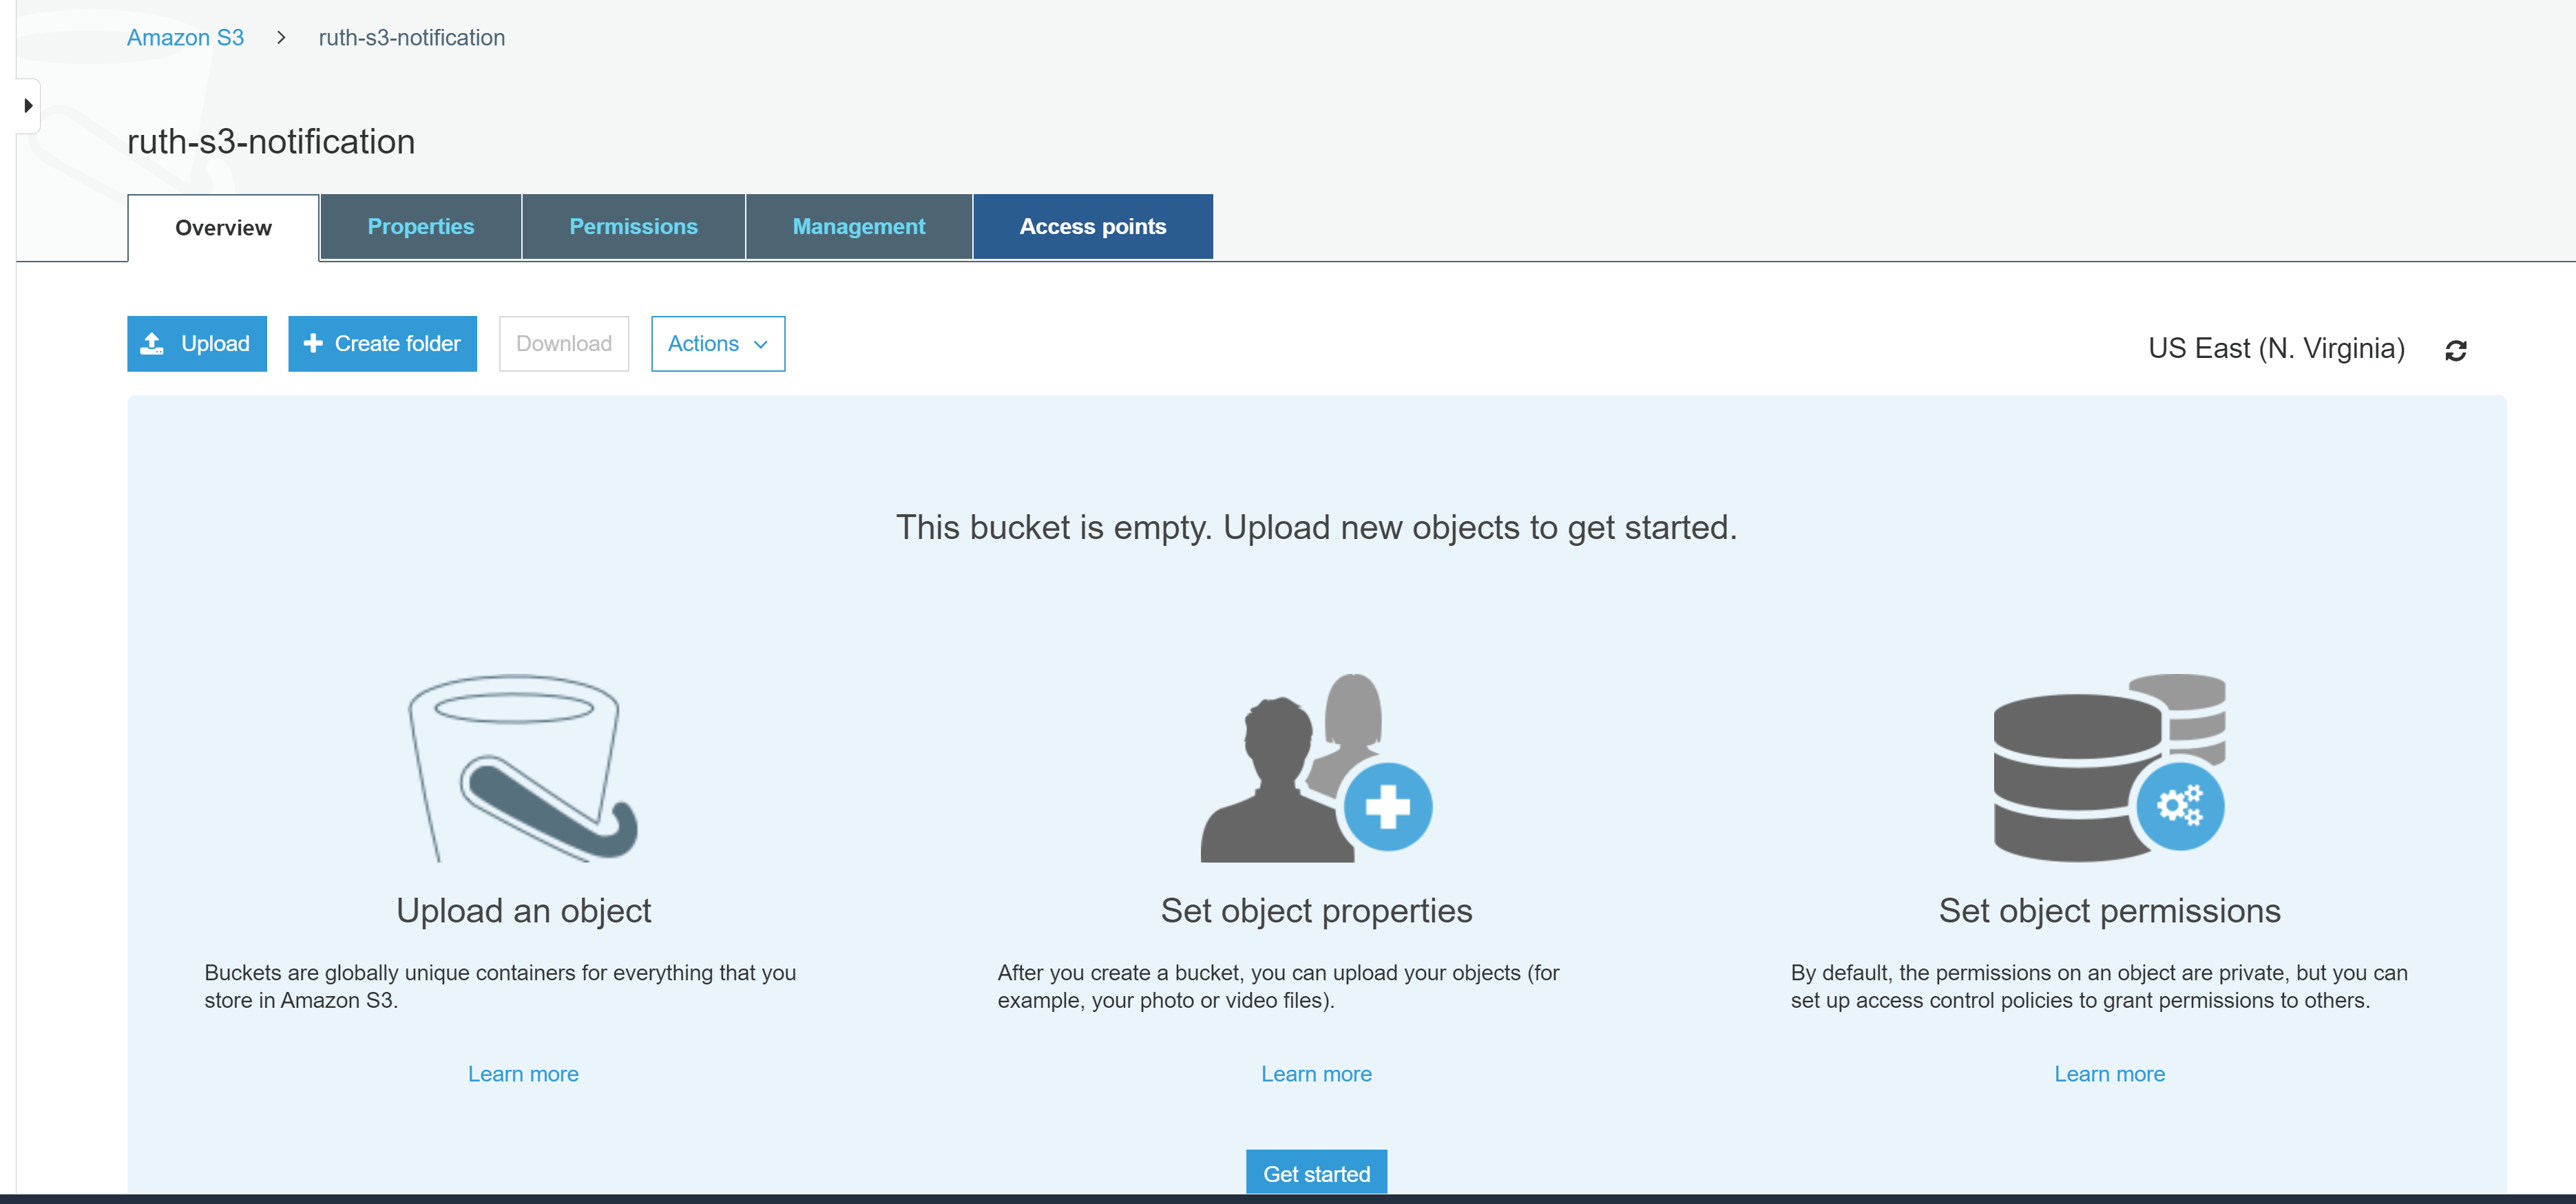 Amazon S3 > ruth-s3-notification
ruth-s3-notification
Overview Properties Permissions Management Access points
Upload Create folder Download Actions US East (N. Virginia)
This bucket is empty. Upload new objects to get started.
Upload an object
Buckets are globally unique containers for everything that you
store in Amazon S3.
Learn more
Set object properties
After you create a bucket, you can upload your objects (for
example, your photo or video files).
Learn more
Set object permissions
By default, the permissions on an object are private, but you can
set up access control policies to grant permissions to others.
Learn more
Get started